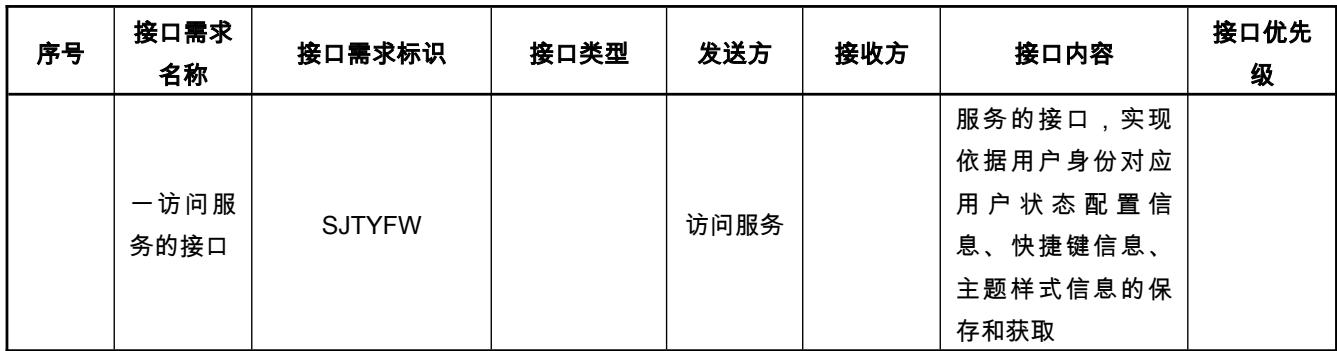 序号
接口需求
名称
接口需求标识
接口类型
发送方
接收方
接口内容
接口优先
级
一访问服
务的接口
SJTYFW
访问服务
服务的接口，实现
依据用户身份对应
用户状态配置信
息、快捷键信息、
主题样式信息的保
存和获取